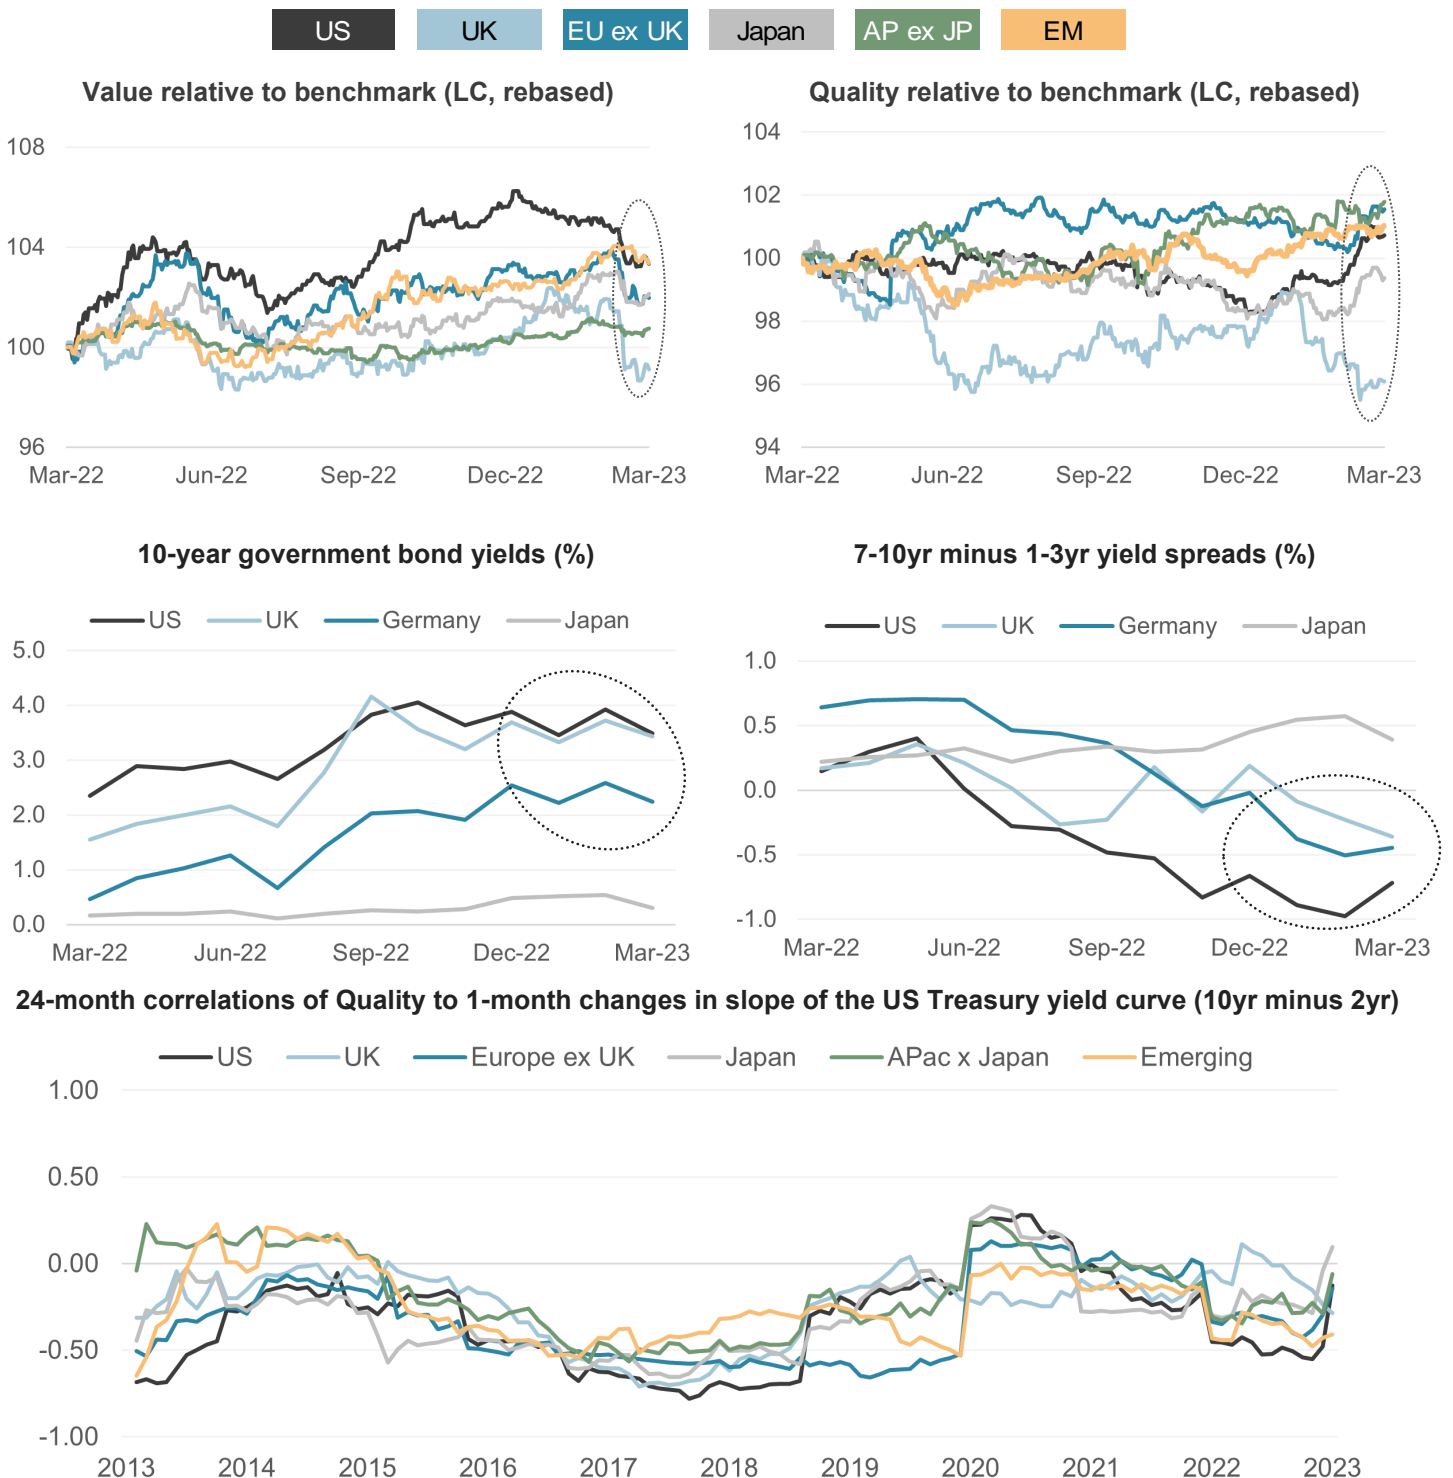 US UK EU ex UK Japan AP ex JP EM
Value relative to benchmark (LC, rebased)
108
104
100
96
Mar-22 Jun-22 Sep-22 Dec-22 Mar-23
Quality relative to benchmark (LC, rebased)
104
102
100
98
96
94
Mar-22 Jun-22 Sep-22 Dec-22 Mar-23
10-year government bond yields (%)
US UK Germany Japan
5.0
4.0
3.0
2.0
1.0
0.0
Mar-22 Jun-22 Sep-22 Dec-22 Mar-23
7-10yr minus 1-3yr yield spreads (%)
US UK Germany Japan
1.0
0.5
0.0
-0.5
-1.0
Mar-22 Jun-22 Sep-22 Dec-22 Mar-23
24-month correlations of Quality to 1-month changes in slope of the US Treasury yield curve (10yr minus 2yr)
US UK Europe ex UK Japan APac x Japan Emerging
1.00
0.50
0.00
-0.50
-1.00
2013 2014 2015 2016 2017 2018 2019 2020 2021 2022 2023